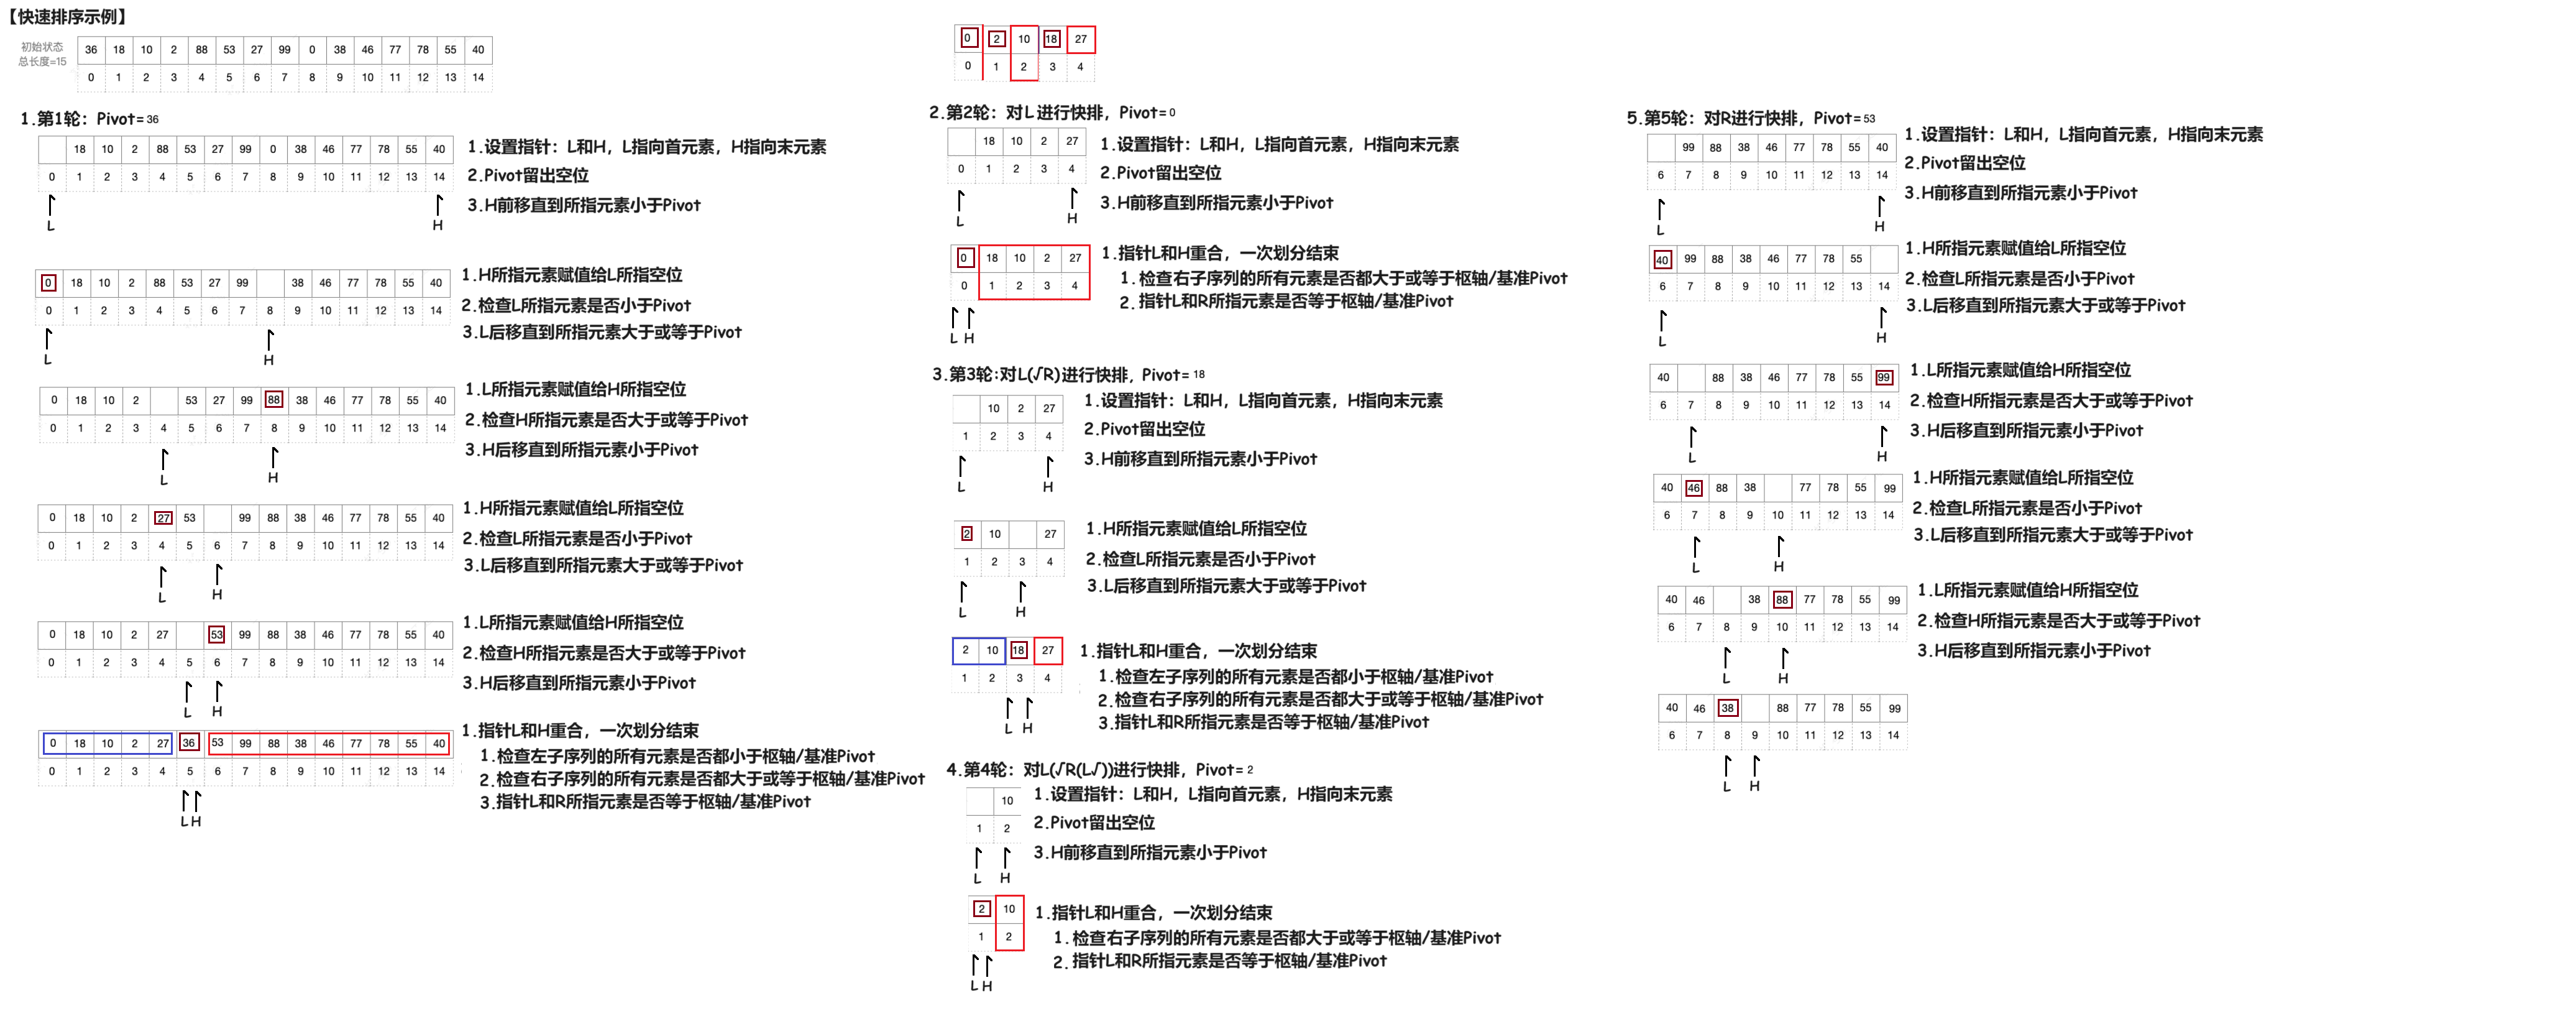 【快速排序示例】
初始状态
总长度=15
36 18 10 2 88 53 27 99 0 38 46 77 78 55 40
0 1 2 3 4 5 6 7 8 9 10 11 12 13 14
1.第1轮：Pivot=36
18 10 2 88 53 27 99 0 38 46 77 78 55 40
0 1 2 3 4 5 6 7 8 9 10 11 12 13 14
L H
1.设置指针：L和H，L指向首元素，H指向末元素
2.Pivot留出空位
3.H前移直到所指元素小于Pivot
0 18 10 2 88 53 27 99 38 46 77 78 55 40
0 1 2 3 4 5 6 7 8 9 10 11 12 13 14
L H
1.H所指元素赋值给L所指空位
2.检查L所指元素是否小于Pivot
3.L后移直到所指元素大于或等于Pivot
0 18 10 2 53 27 99 88 38 46 77 78 55 40
0 1 2 3 4 5 6 7 8 9 10 11 12 13 14
L H
1.L所指元素赋值给H所指空位
2.检查H所指元素是否大于或等于Pivot
3.H后移直到所指元素小于Pivot
0 18 10 2 27 53 99 88 38 46 77 78 55 40
0 1 2 3 4 5 6 7 8 9 10 11 12 13 14
L H
1.H所指元素赋值给L所指空位
2.检查L所指元素是否小于Pivot
3.L后移直到所指元素大于或等于Pivot
0 18 10 2 27 53 99 88 38 46 77 78 55 40
0 1 2 3 4 5 6 7 8 9 10 11 12 13 14
L H
1.L所指元素赋值给H所指空位
2.检查H所指元素是否大于或等于Pivot
3.H后移直到所指元素小于Pivot
0 18 10 2 27 36 53 99 88 38 46 77 78 55 40
0 1 2 3 4 5 6 7 8 9 10 11 12 13 14
L H
1.指针L和H重合，一次划分结束
1.检查左子序列的所有元素是否都小于枢轴/基准Pivot
2.检查右子序列的所有元素是否都大于或等于枢轴/基准Pivot
3.指针L和R所指元素是否等于枢轴/基准Pivot
0 2 10 18 27
0 1 2 3 4
2.第2轮：对L进行快排，Pivot=0
18 10 2 27
0 1 2 3 4
L H
1.设置指针：L和H，L指向首元素，H指向末元素
2.Pivot留出空位
3.H前移直到所指元素小于Pivot
0 18 10 2 27
0 1 2 3 4
L H
1.指针L和H重合，一次划分结束
1.检查右子序列的所有元素是否都大于或等于枢轴/基准Pivot
2.指针L和R所指元素是否等于枢轴/基准Pivot
3.第3轮:对L(√R)进行快排，Pivot=18
10 2 27
1 2 3 4
L H
1.设置指针：L和H，L指向首元素，H指向末元素
2.Pivot留出空位
3.H前移直到所指元素小于Pivot
2 10 27
1 2 3 4
L H
1.H所指元素赋值给L所指空位
2.检查L所指元素是否小于Pivot
3.L后移直到所指元素大于或等于Pivot
2 10 18 27
1 2 3 4
L H
1.指针L和H重合，一次划分结束
1.检查左子序列的所有元素是否都小于枢轴/基准Pivot
2.检查右子序列的所有元素是否都大于或等于枢轴/基准Pivot
3.指针L和R所指元素是否等于枢轴/基准Pivot
4.第4轮：对L(√R(L√))进行快排，Pivot=2
10
1 2
L H
1.设置指针：L和H，L指向首元素，H指向末元素
2.Pivot留出空位
3.H前移直到所指元素小于Pivot
2 10
1 2
L H
1.指针L和H重合，一次划分结束
1.检查右子序列的所有元素是否都大于或等于枢轴/基准Pivot
2.指针L和R所指元素是否等于枢轴/基准Pivot
5.第5轮：对R进行快排，Pivot=53
99 88 38 46 77 78 55 40
6 7 8 9 10 11 12 13 14
L H
1.设置指针：L和H，L指向首元素，H指向末元素
2.Pivot留出空位
3.H前移直到所指元素小于Pivot
40 99 88 38 46 77 78 55
6 7 8 9 10 11 12 13 14
L H
1.H所指元素赋值给L所指空位
2.检查L所指元素是否小于Pivot
3.L后移直到所指元素大于或等于Pivot
40 88 38 46 77 78 55 99
6 7 8 9 10 11 12 13 14
L H
1.L所指元素赋值给H所指空位
2.检查H所指元素是否大于或等于Pivot
3.H后移直到所指元素小于Pivot
40 46 88 38 77 78 55 99
6 7 8 9 10 11 12 13 14
L H
1.H所指元素赋值给L所指空位
2.检查L所指元素是否小于Pivot
3.L后移直到所指元素大于或等于Pivot
40 46 38 88 77 78 55 99
6 7 8 9 10 11 12 13 14
L H
1.L所指元素赋值给H所指空位
2.检查H所指元素是否大于或等于Pivot
3.H后移直到所指元素小于Pivot
40 46 38 88 77 78 55 99
6 7 8 9 10 11 12 13 14
L H